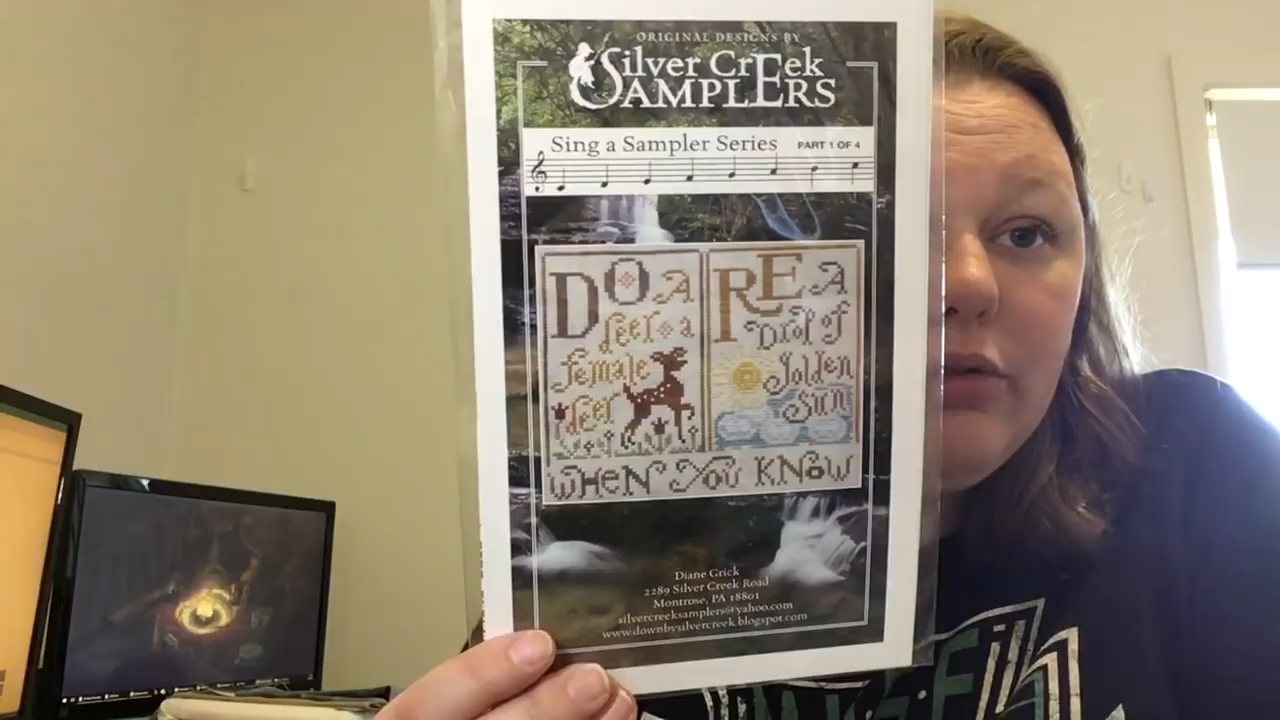 ORIGINAL DESIGNS BY
Silver CrEek
SAMPLERS
Sing a Sampler Series PART 1 OF 4
DO A
deer a
female
deer
RE A
Drop of
golden
Sun
WHeN YoU KNoW
Diane Grick
2289 Silver Creek Road
Montrose, PA 18801
silvercreeksamplers@yahoo.com
www.downbysilvercreek.blogspot.com